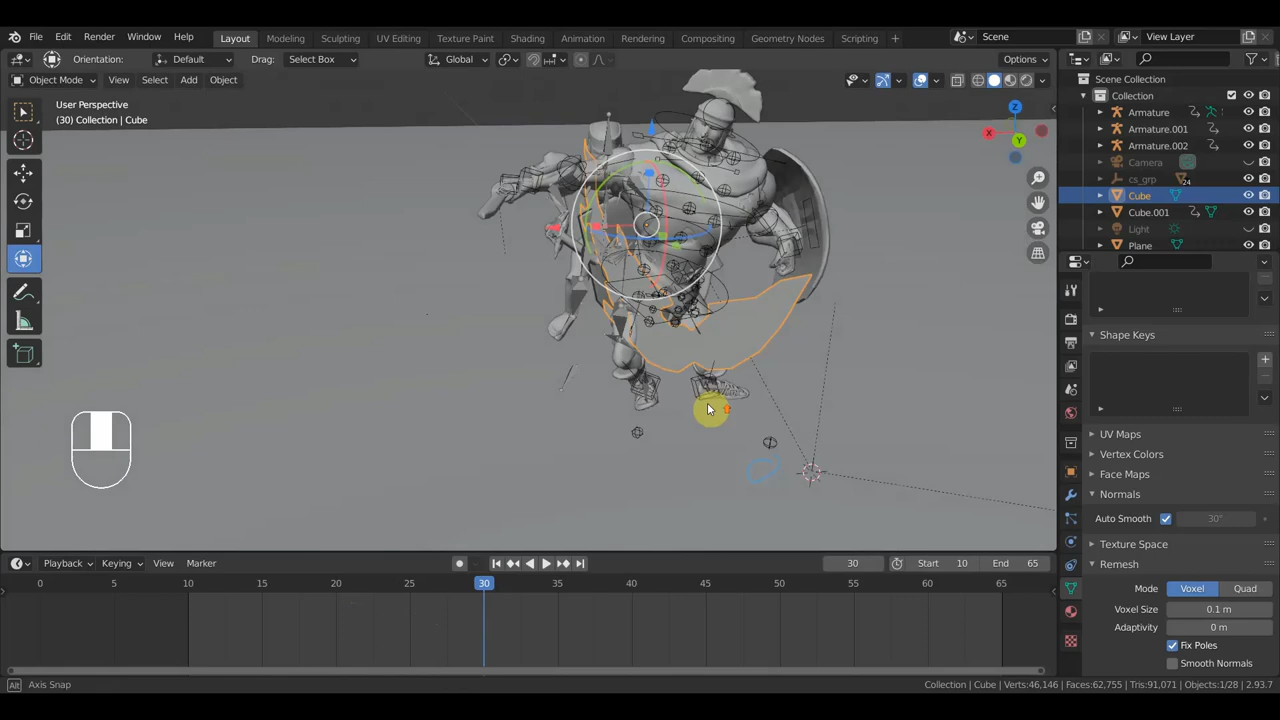 File Edit Render Window Help Layout Modeling Sculpting UV Editing Texture Paint Shading Animation Rendering Compositing Geometry Nodes Scripting + Scene View Layer
Orientation: Default Drag: Select Box Global Options
Object Mode View Select Add Object
User Perspective
(30) Collection | Cube
Z
X
Y
Scene Collection
Collection
Armature
Armature.001
Armature.002
Camera
cs_grp 24
Cube
Cube.001
Light
Plane
Shape Keys
UV Maps
Vertex Colors
Face Maps
Normals
Auto Smooth 30°
Texture Space
Remesh
Mode Voxel Quad
Voxel Size 0.1 m
Adaptivity 0 m
Fix Poles
Smooth Normals
Playback Keying View Marker 30 Start 10 End 65
0 5 10 15 20 25 30 35 40 45 50 55 60 65
Alt Axis Snap Collection | Cube | Verts:46,146 | Faces:62,755 | Tris:91,071 | Objects:1/28 | 2.93.7